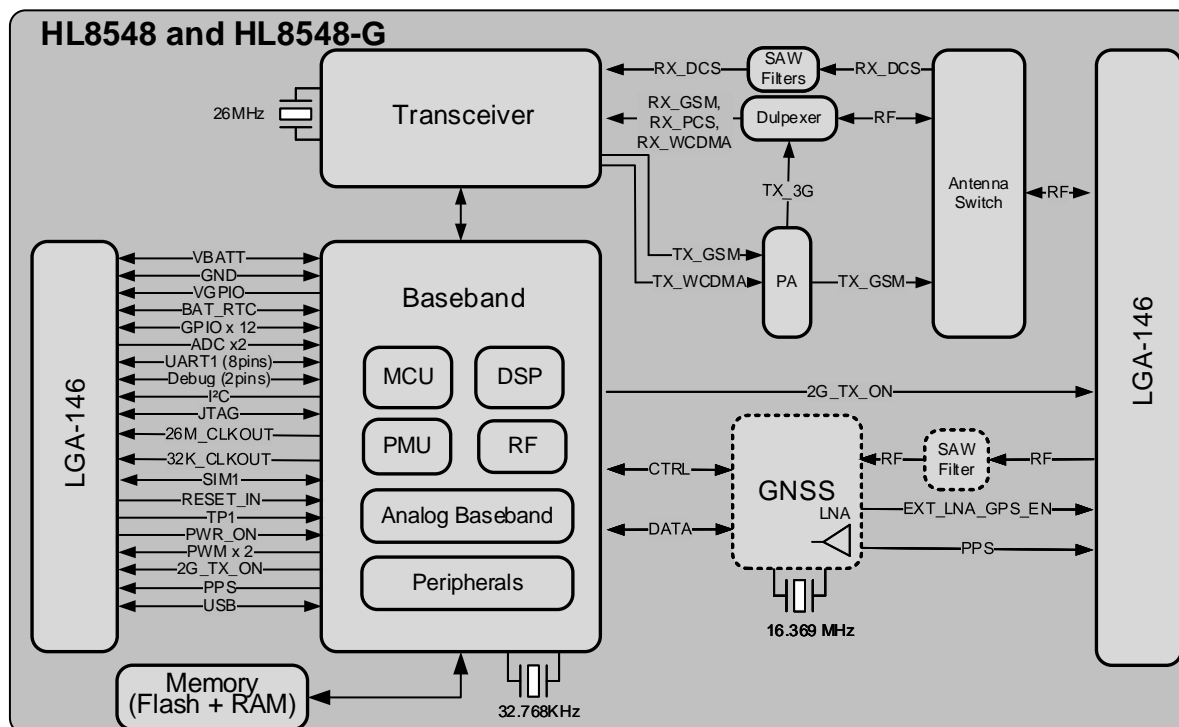 HL8548 and HL8548-G
26MHz
Transceiver
RX_DCS
SAW
Filters
RX_DCS
RX_GSM,
RX_PCS,
RX_WCDMA
Dulpexer
RF
TX_3G
Antenna
Switch
RF
TX_GSM
TX_WCDMA
PA
TX_GSM
LGA-146
LGA-146
VBATT
GND
VGPIO
BAT_RTC
GPIO x 12
ADC x2
UART1 (8pins)
Debug (2pins)
I²C
JTAG
26M_CLKOUT
32K_CLKOUT
SIM1
RESET_IN
TP1
PWR_ON
PWM x 2
2G_TX_ON
PPS
USB
Baseband
MCU
DSP
PMU
RF
Analog Baseband
Peripherals
2G_TX_ON
CTRL
DATA
GNSS
LNA
RF
SAW
Filter
RF
EXT_LNA_GPS_EN
PPS
16.369 MHz
Memory
(Flash + RAM)
32.768KHz